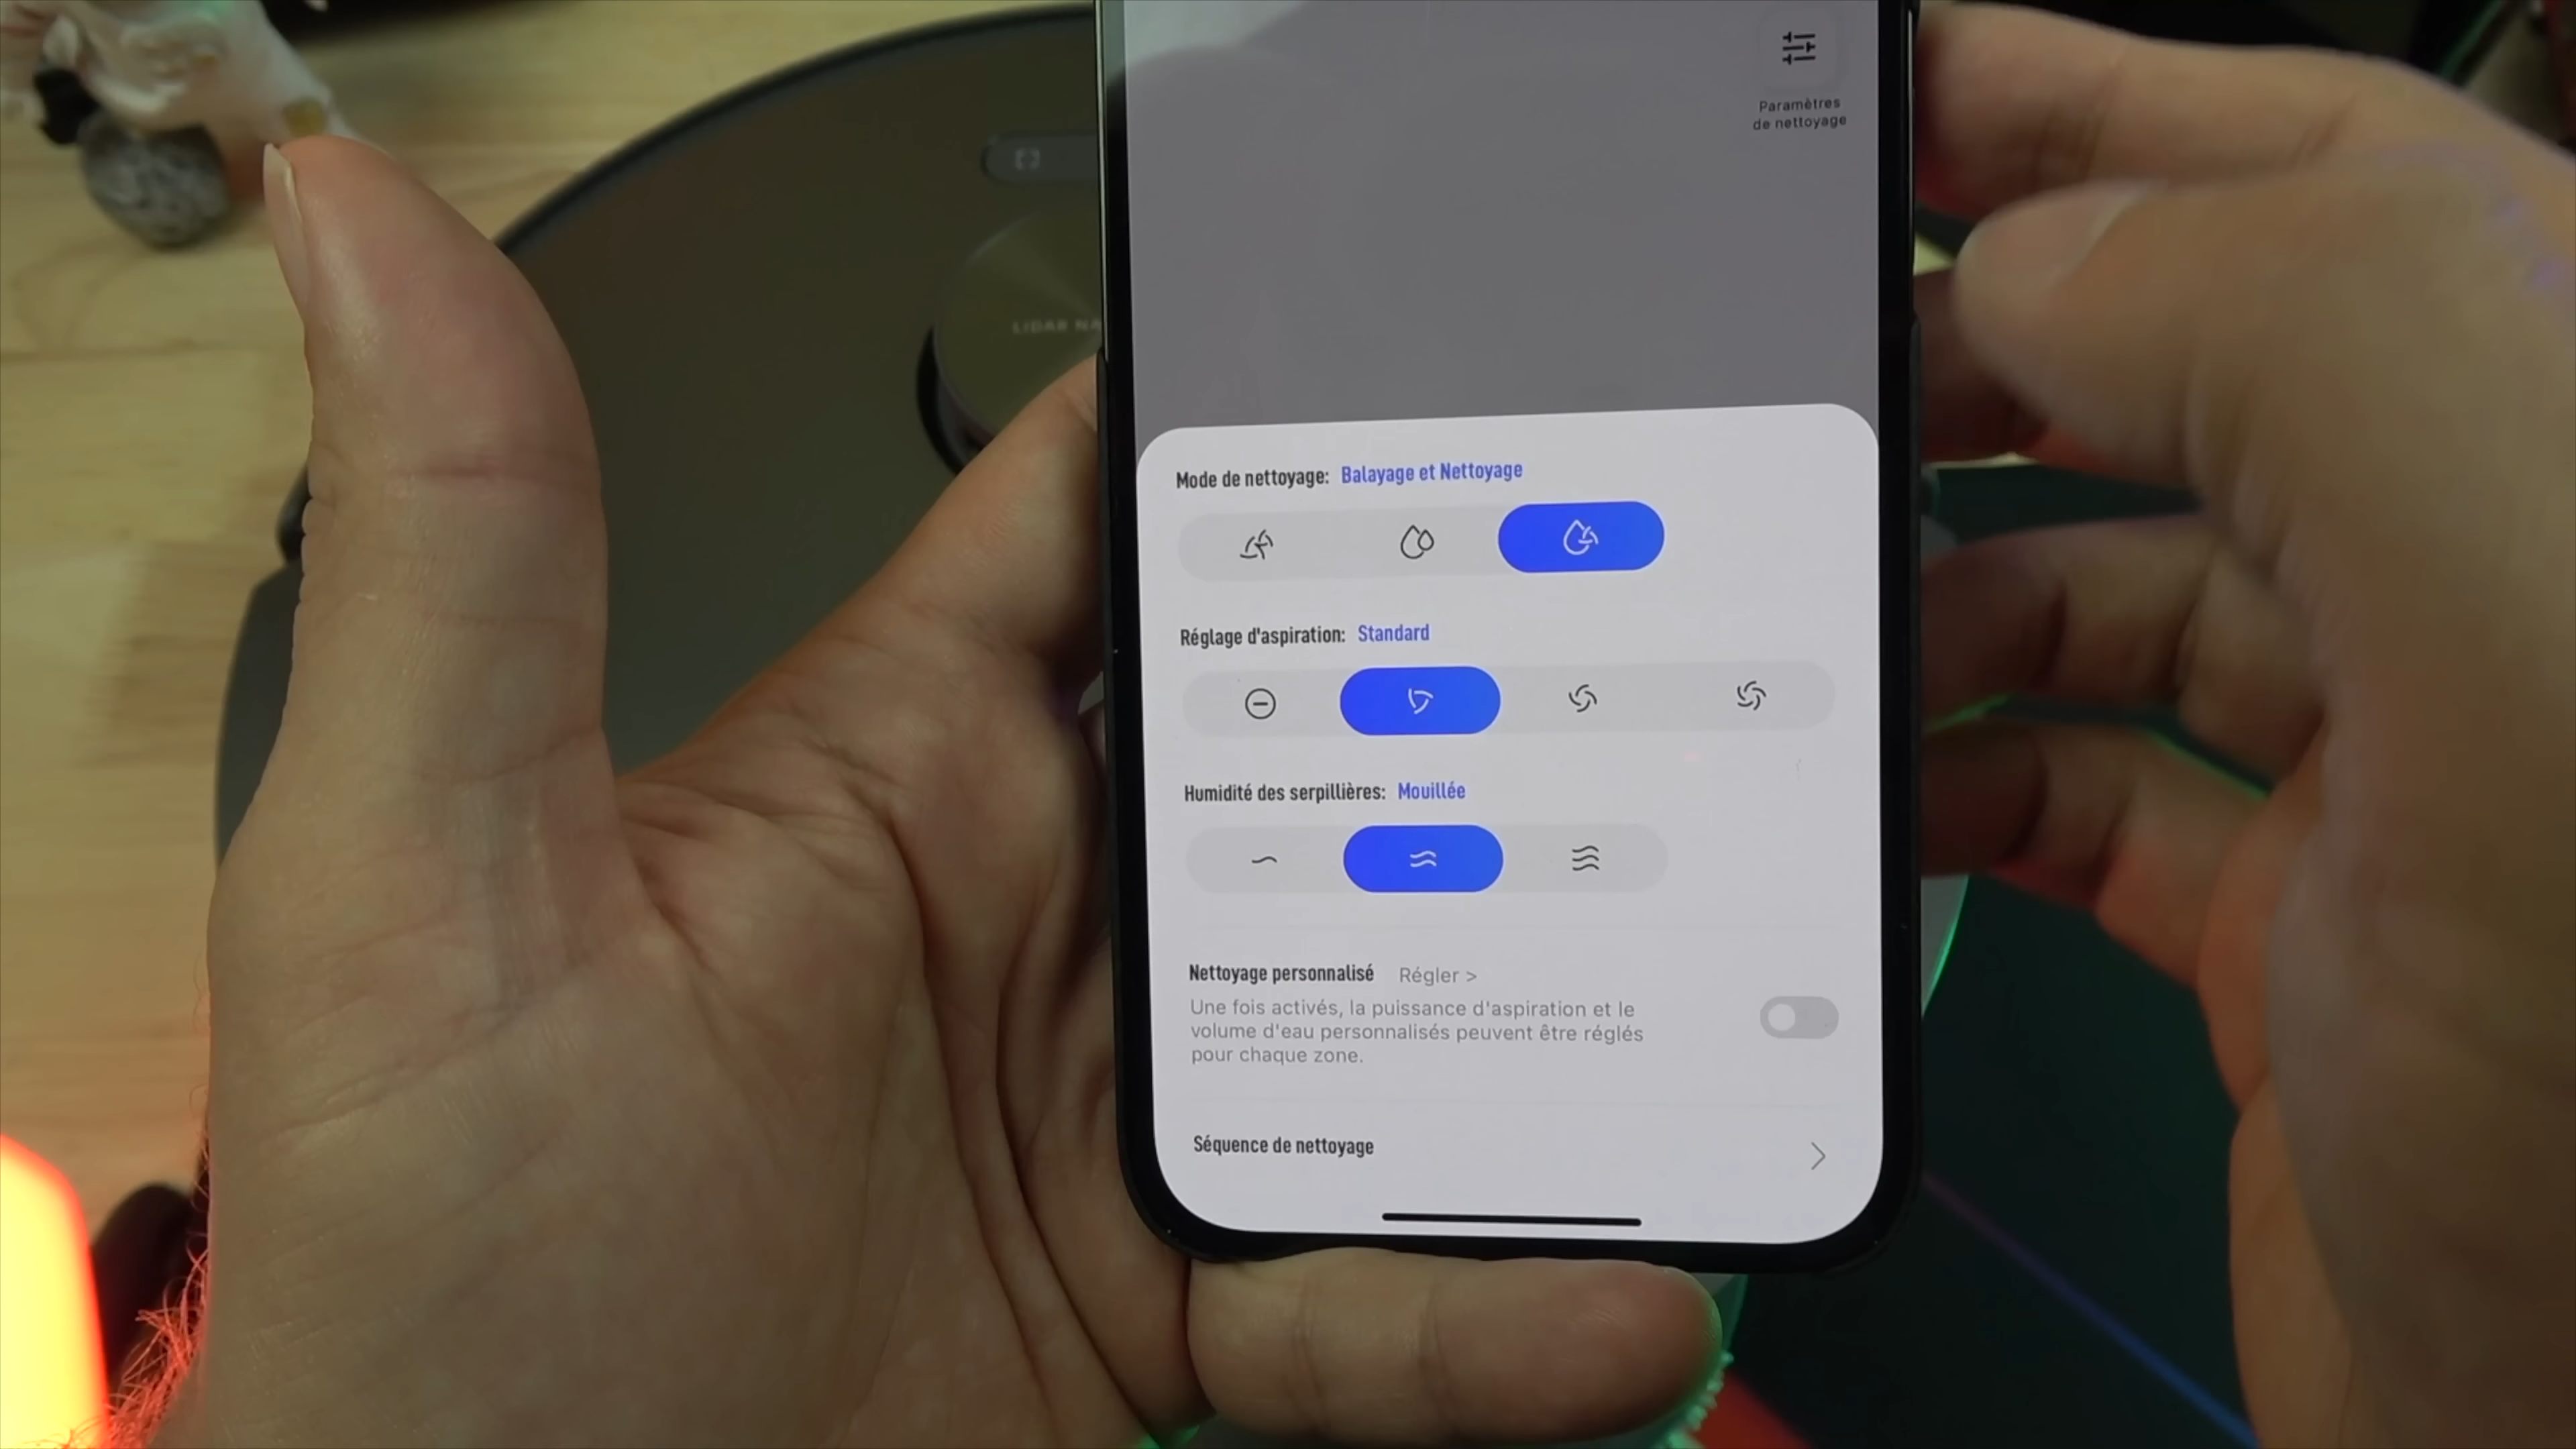 Paramètres
de nettoyage
LIDAR NA
Mode de nettoyage: Balayage et Nettoyage
Réglage d'aspiration: Standard
Humidité des serpillières: Mouillée
Nettoyage personnalisé Régler >
Une fois activés, la puissance d'aspiration et le
volume d'eau personnalisés peuvent être réglés
pour chaque zone.
Séquence de nettoyage